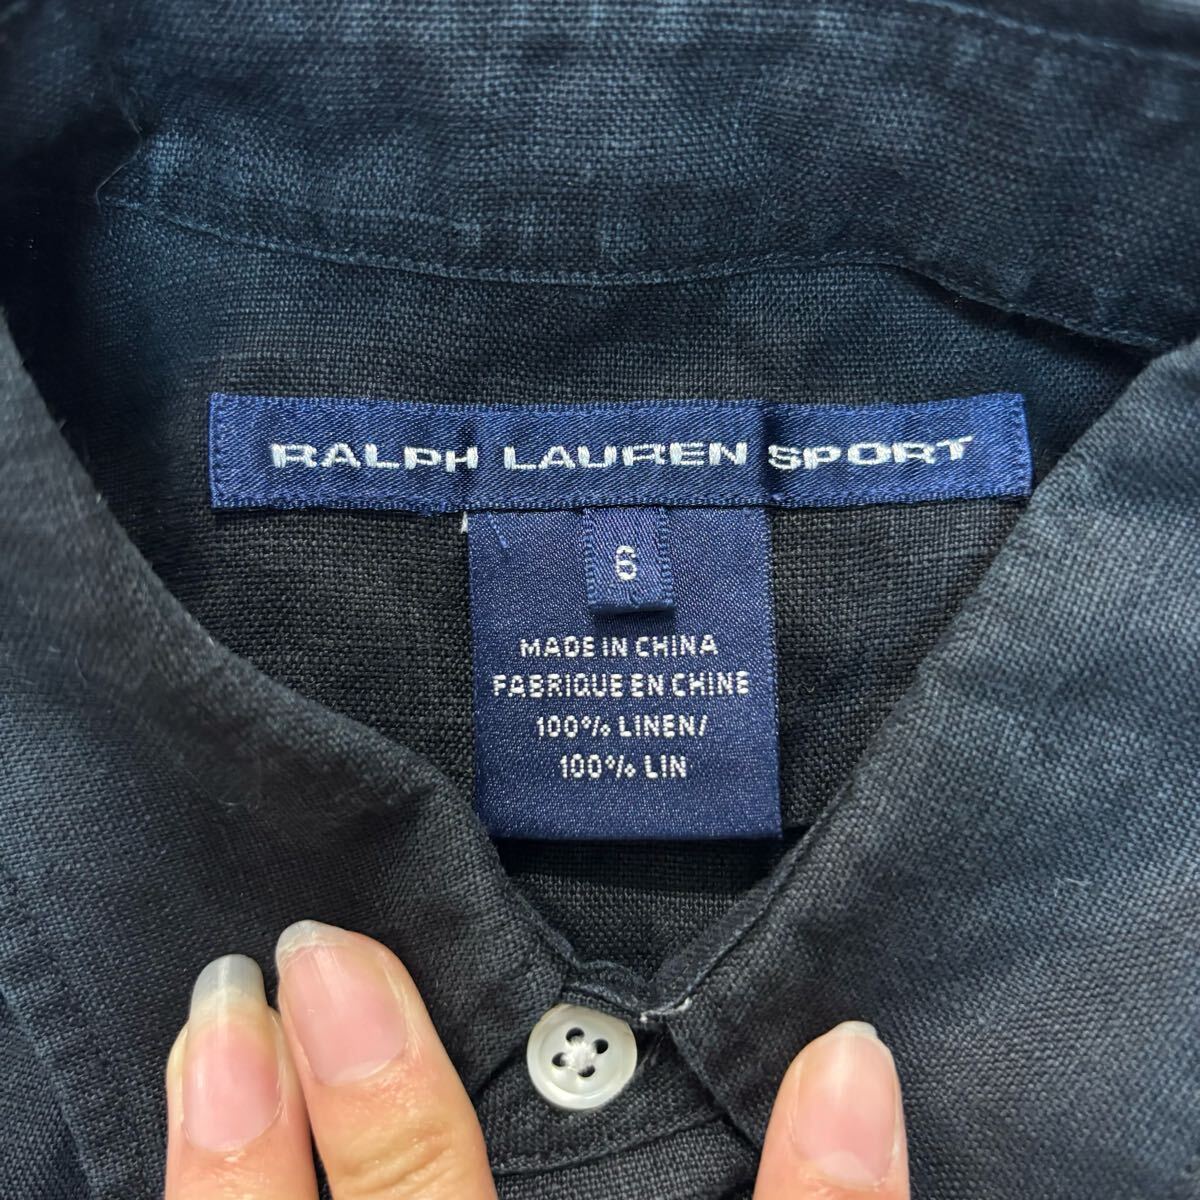 RALPH LAUREN SPORT
6
MADE IN CHINA
FABRIQUE EN CHINE
100% LINEN/
100% LIN